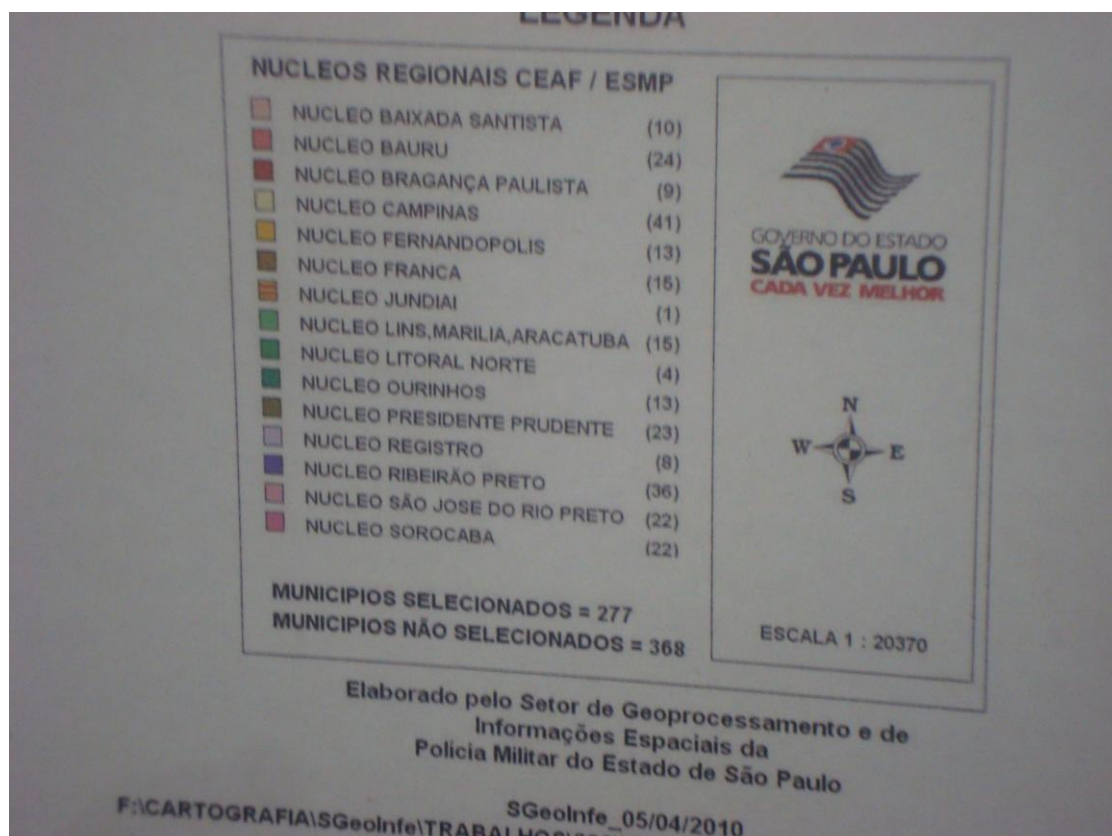 LEGENDA
NUCLEOS REGIONAIS CEAF / ESMP
NUCLEO BAIXADA SANTISTA (10)
NUCLEO BAURU (24)
NUCLEO BRAGANÇA PAULISTA (9)
NUCLEO CAMPINAS (41)
NUCLEO FERNANDOPOLIS (13)
NUCLEO FRANCA (15)
NUCLEO JUNDIAI (1)
NUCLEO LINS,MARILIA,ARACATUBA (15)
NUCLEO LITORAL NORTE (4)
NUCLEO OURINHOS (13)
NUCLEO PRESIDENTE PRUDENTE (23)
NUCLEO REGISTRO (8)
NUCLEO RIBEIRÃO PRETO (36)
NUCLEO SÃO JOSE DO RIO PRETO (22)
NUCLEO SOROCABA (22)
MUNICIPIOS SELECIONADOS = 277
MUNICIPIOS NÃO SELECIONADOS = 368
GOVERNO DO ESTADO
SÃO PAULO
CADA VEZ MELHOR
N
W E
S
ESCALA 1 : 20370
Elaborado pelo Setor de Geoprocessamento e de
Informações Espaciais da
Policia Militar do Estado de São Paulo
SGeoInfe_05/04/2010
F:\CARTOGRAFIA\SGeoInfe\TRABALHOS